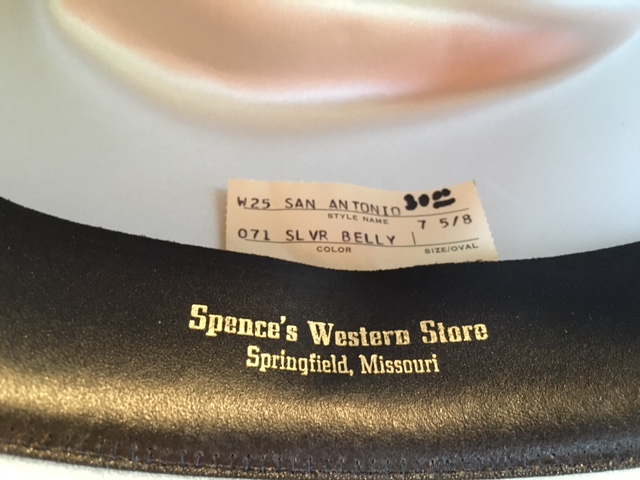 W25 SAN ANTONIO 30.00
STYLE NAME 7 5/8
071 SLVR BELLY
COLOR SIZE/OVAL
Spence's Western Store
Springfield, Missouri